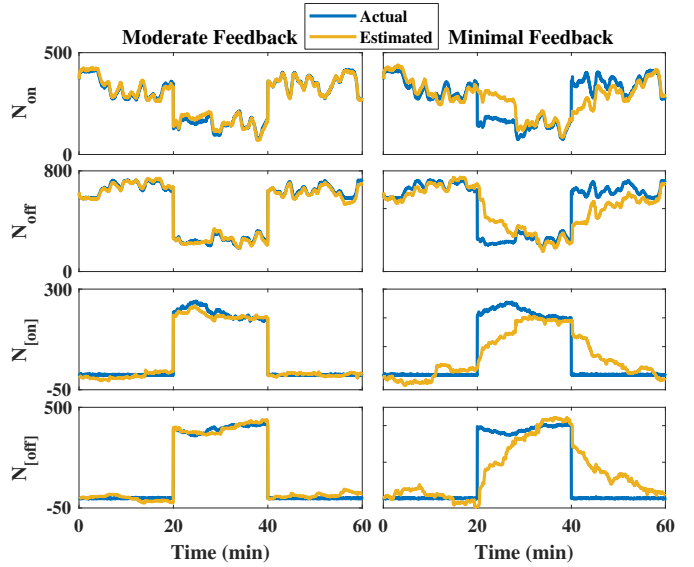 Actual
Estimated
Moderate Feedback
Minimal Feedback
500
N_on
0
800
N_off
0
300
N_[on]
-50
500
N_[off]
-50
0 20 40 60 0 20 40 60
Time (min) Time (min)